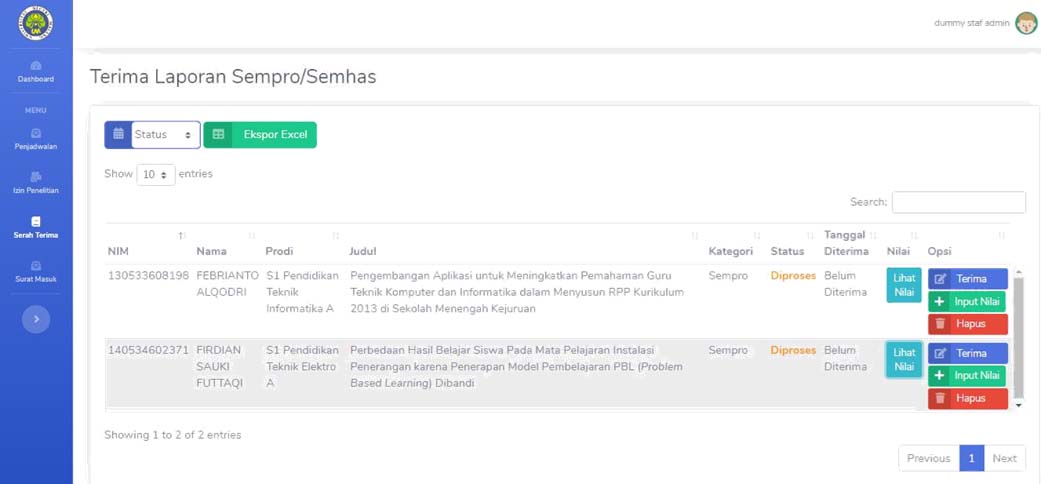 dummy staf admin
Dashboard
MENU
Penjadwalan
Izin Penelitian
Serah Terima
Surat Masuk
Terima Laporan Sempro/Semhas
Status
Ekspor Excel
Show 10 entries
Search:
NIM Nama Prodi Judul Kategori Status Tanggal Diterima Nilai Opsi
130533608198 FEBRIANTO S1 Pendidikan Pengembangan Aplikasi untuk Meningkatkan Pemahaman Guru Sempro Diproses Belum Lihat Terima
ALQODRI Teknik Teknik Komputer dan Informatika dalam Menyusun RPP Kurikulum Diterima Nilai Input Nilai
Informatika A 2013 di Sekolah Menengah Kejuruan Hapus
140534602371 FIRDIAN S1 Pendidikan Perbedaan Hasil Belajar Siswa Pada Mata Pelajaran Instalasi Sempro Diproses Belum Lihat Terima
SAUKI Teknik Elektro Penerangan karena Penerapan Model Pembelajaran PBL (Problem Diterima Nilai Input Nilai
FUTTAQI A Based Learning) Dibandi Hapus
Showing 1 to 2 of 2 entries
Previous 1 Next